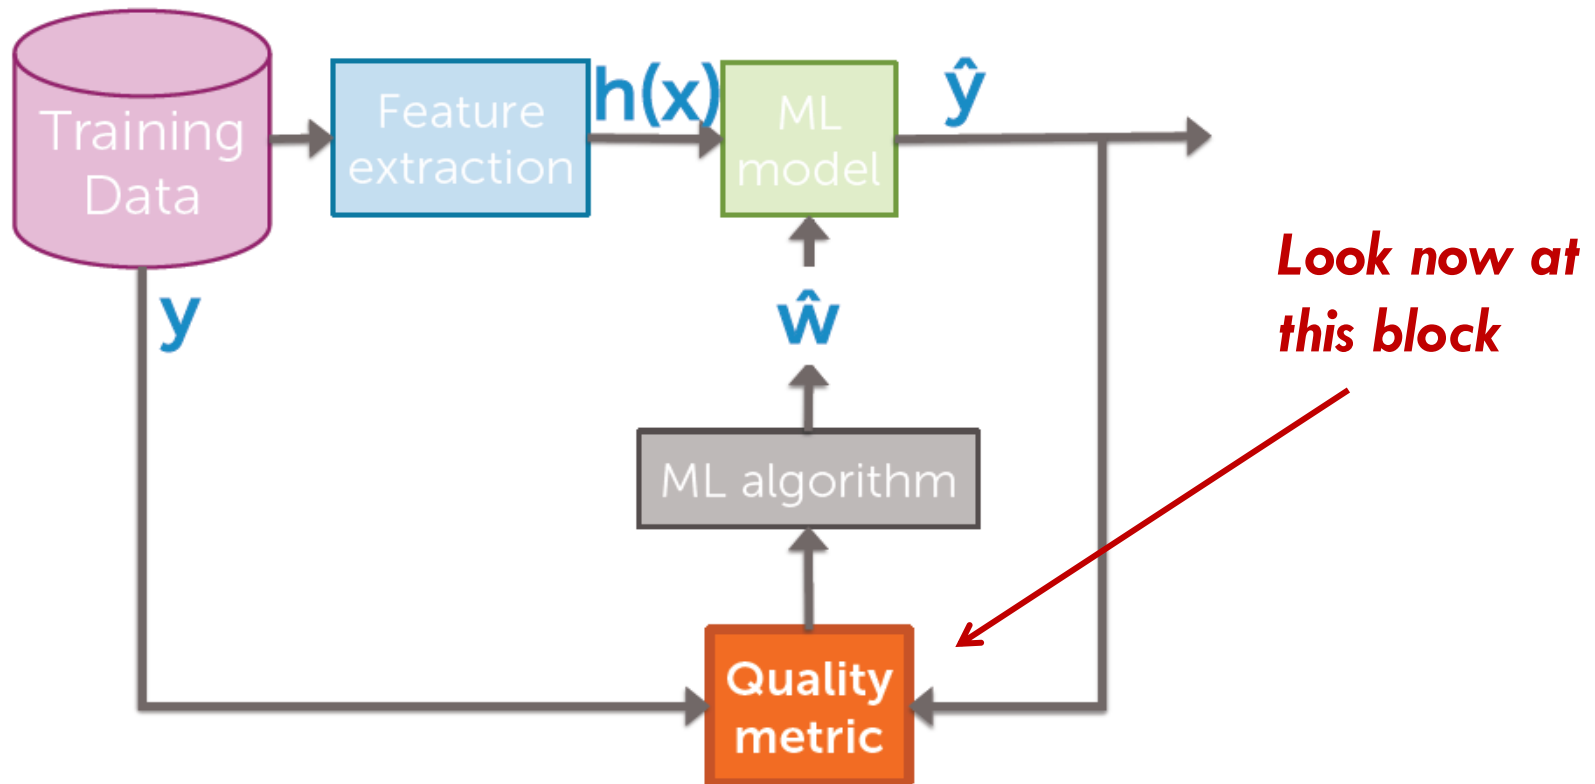 Training
Data
Feature
extraction
h(x)
ML
model
ŷ
y
ŵ
Look now at
this block
ML algorithm
Quality
metric